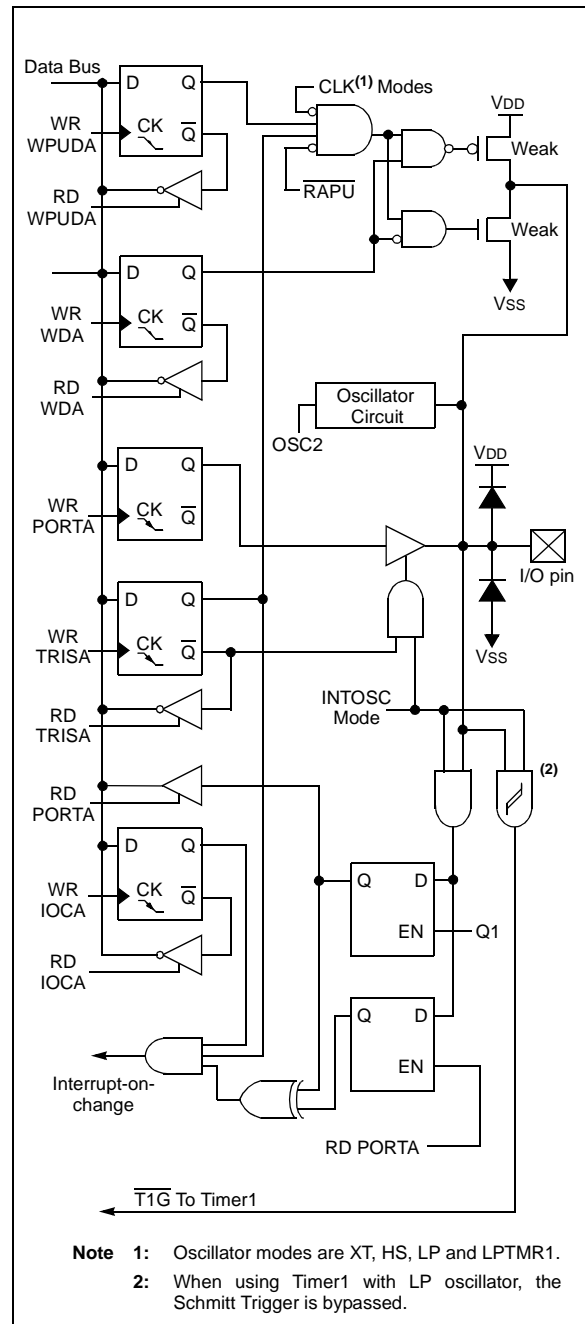 Data Bus
D Q
CK Q
WR
WPUDA
RD
WPUDA
CLK(1) Modes
RAPU
VDD
Weak
Weak
VSS
D Q
CK Q
WR
WDA
RD
WDA
Oscillator
Circuit
OSC2
D Q
CK Q
WR
PORTA
VDD
I/O pin
VSS
D Q
CK Q
WR
TRISA
RD
TRISA
INTOSC
Mode
(2)
RD
PORTA
D Q
CK Q
WR
IOCA
RD
IOCA
Q D
EN
Q1
Q D
EN
RD PORTA
Interrupt-on-
change
T1G To Timer1
Note 1: Oscillator modes are XT, HS, LP and LPTMR1.
2: When using Timer1 with LP oscillator, the
Schmitt Trigger is bypassed.